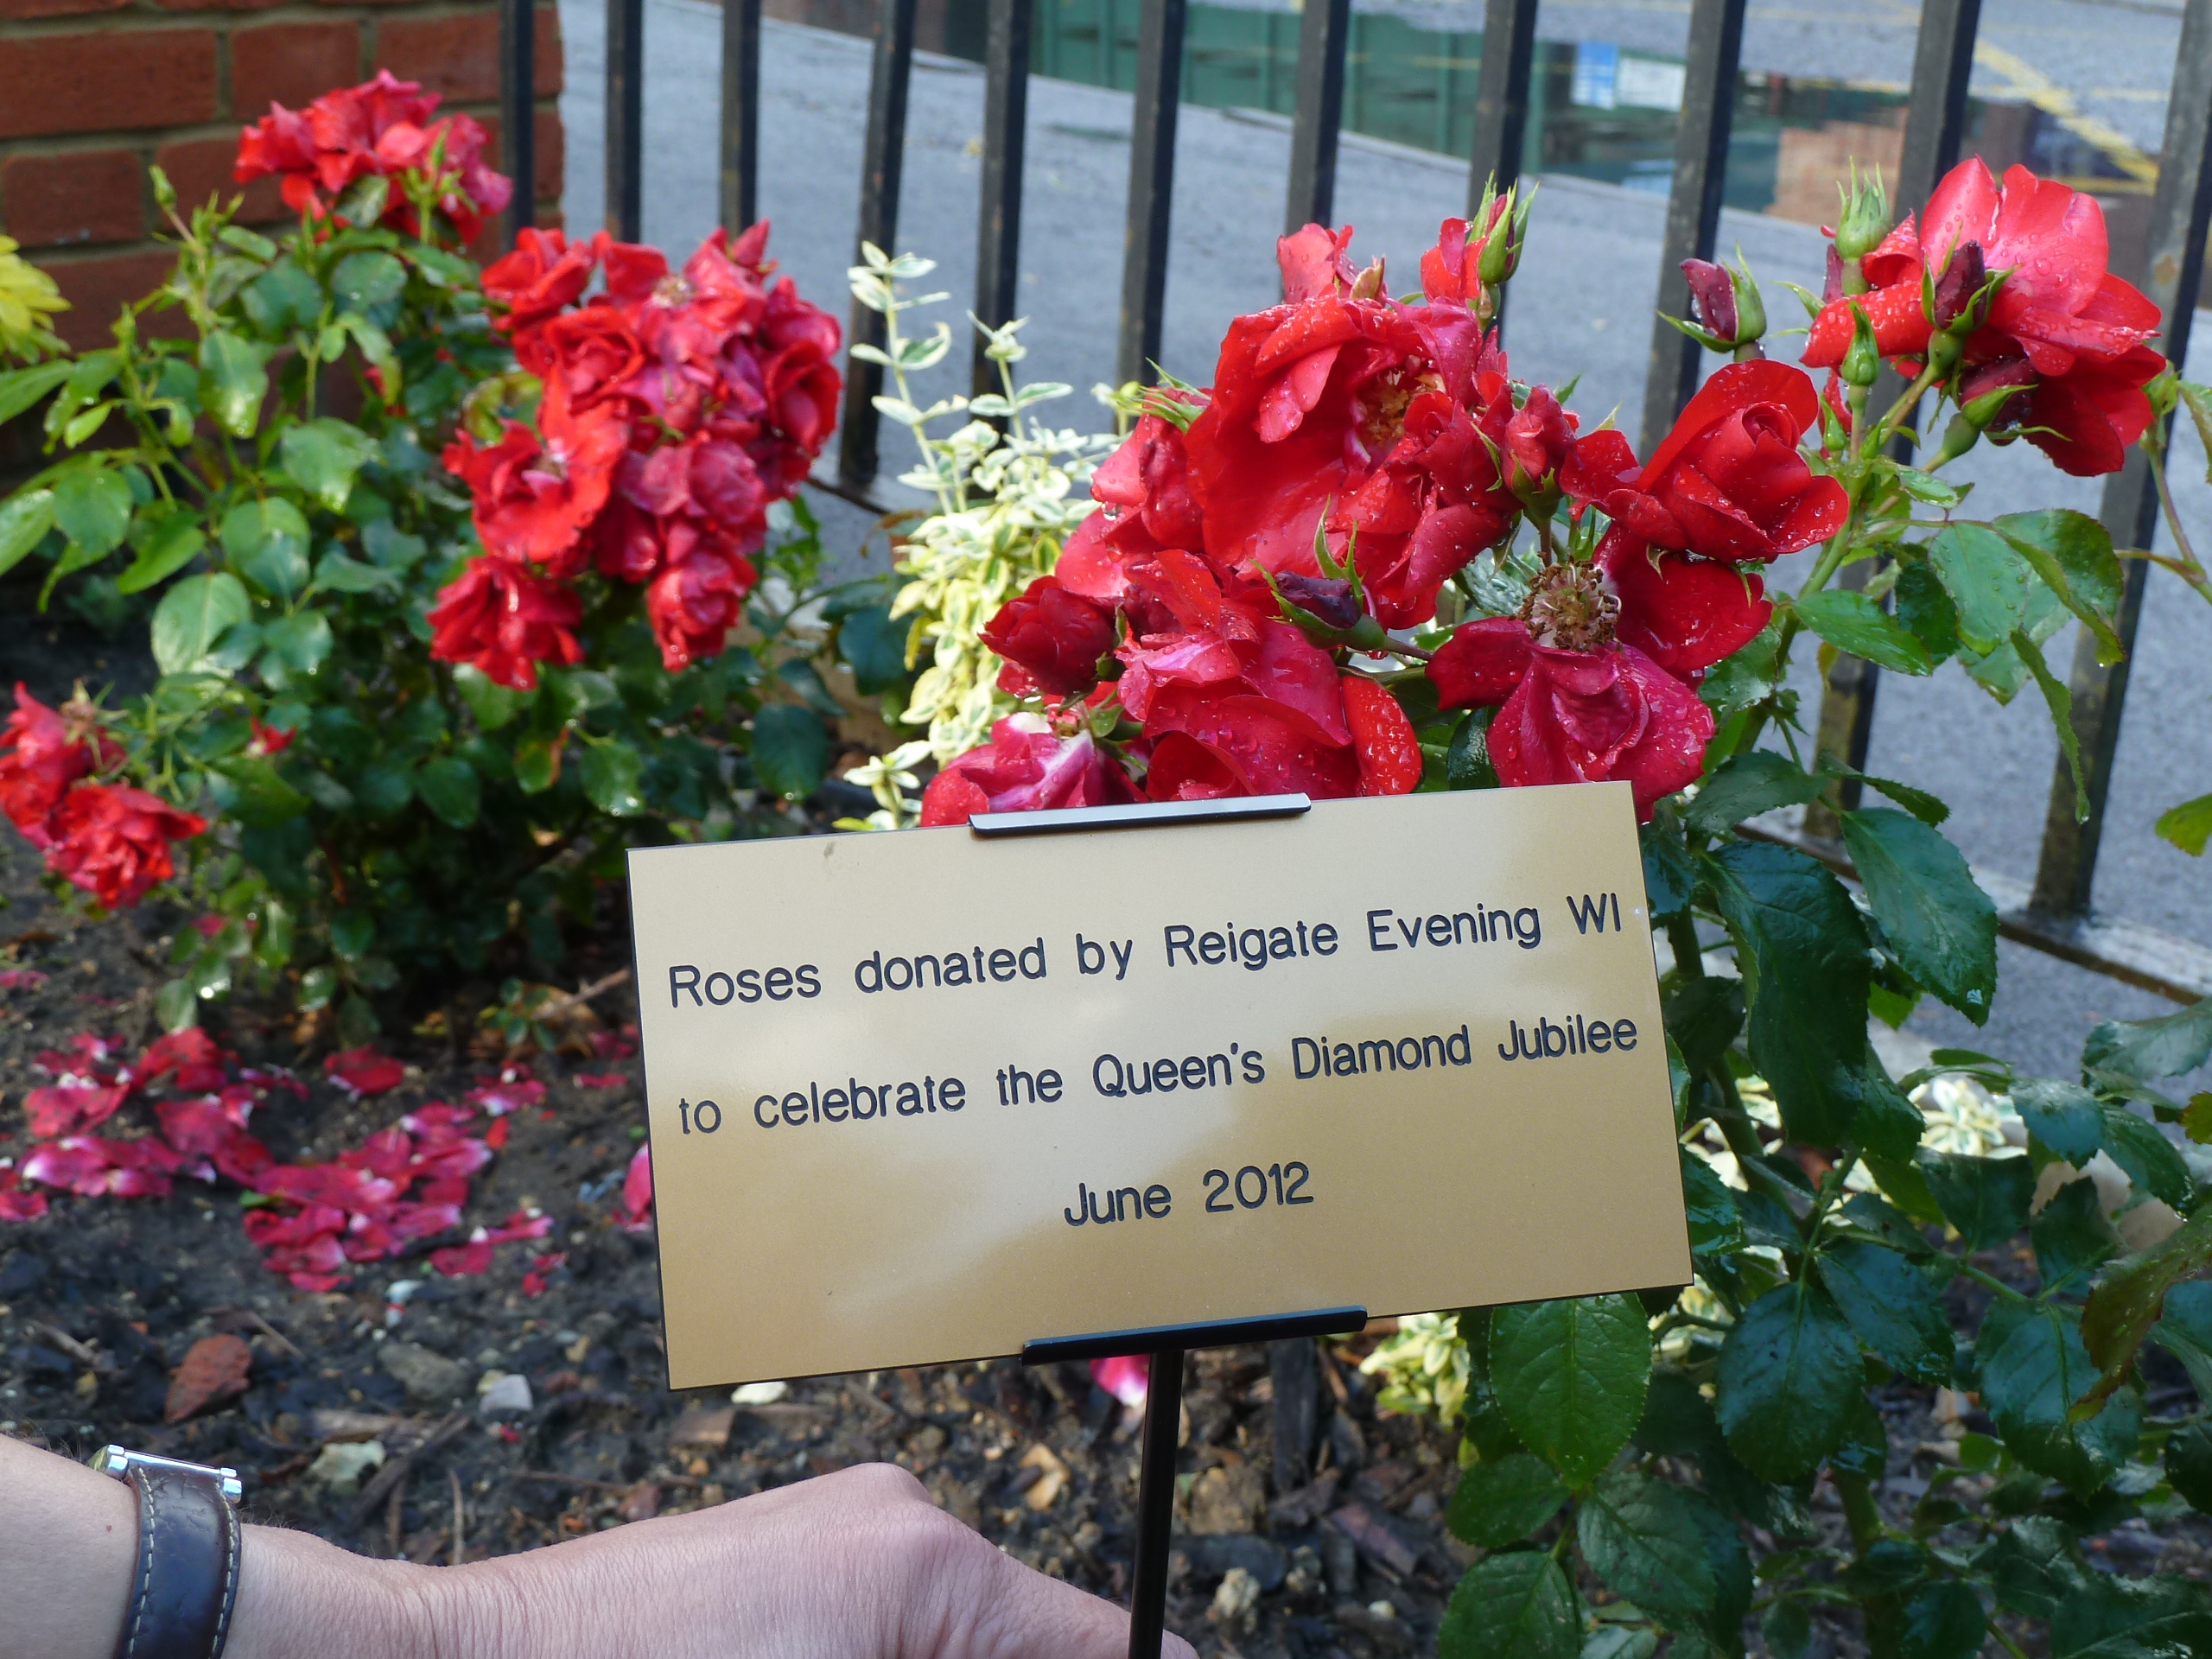 Roses donated by Reigate Evening WI
to celebrate the Queen's Diamond Jubilee
June 2012